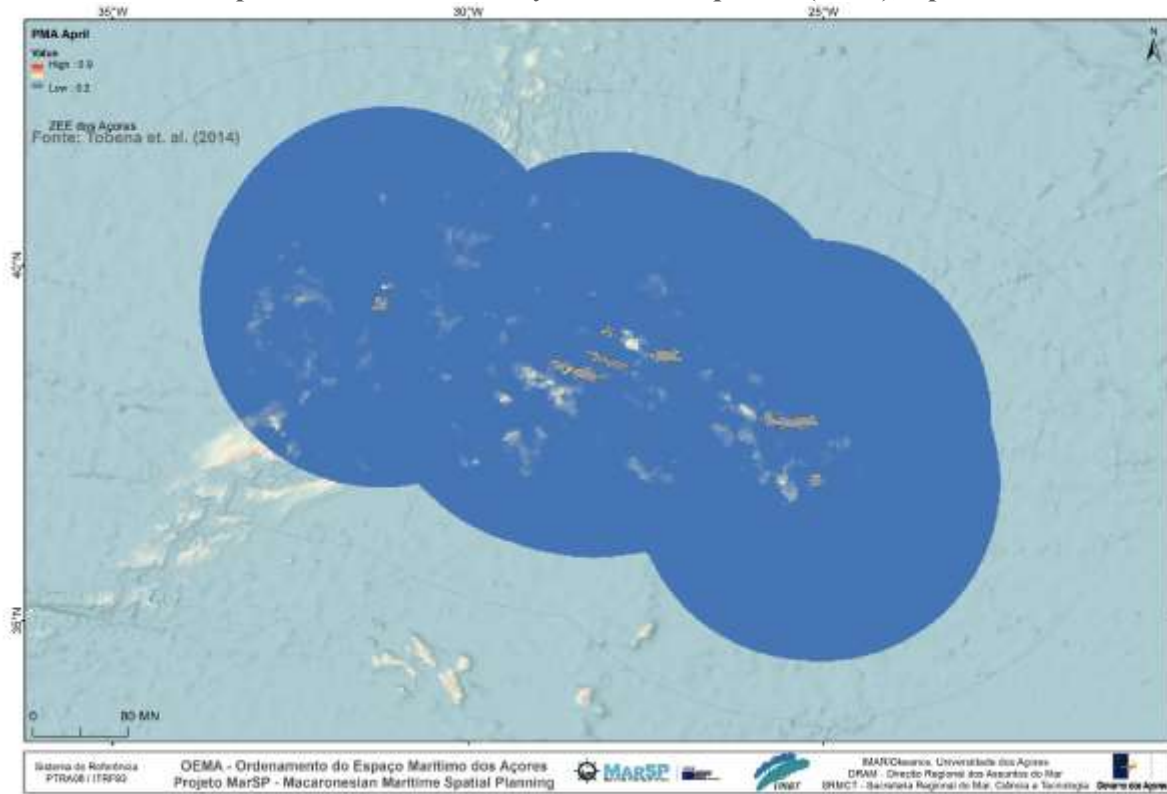 35°W 30°W 25°W
PMA April
Value
High : 0.9
Low : 0.2
ZEE dos Açores
Fonte: Tobena et. al. (2014)
N
40°N
35°N
0 80 MN
Sistema de Referência
PTRA08 / ITRF93
OEMA - Ordenamento do Espaço Marítimo dos Açores
Projeto MarSP - Macaronesian Maritime Spatial Planning
MARSP
IMAR/Okeanos, Universidade dos Açores
DRAM - Direção Regional dos Assuntos do Mar
SRMCT - Secretaria Regional do Mar, Ciência e Tecnologia
Governo dos Açores